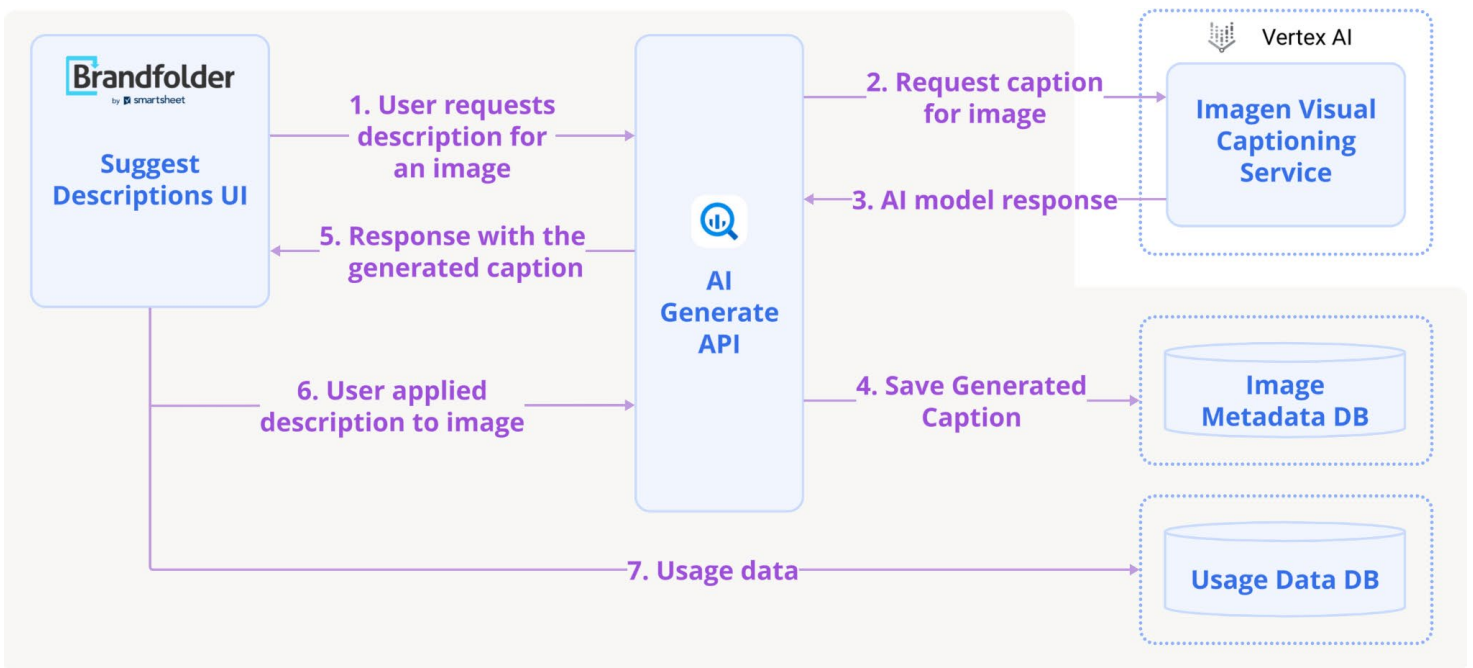 Brandfolder
by smartsheet
Suggest
Descriptions UI
1. User requests
description for
an image
5. Response with the
generated caption
6. User applied
description to image
AI
Generate
API
2. Request caption
for image
3. AI model response
4. Save Generated
Caption
7. Usage data
Vertex AI
Imagen Visual
Captioning
Service
Image
Metadata DB
Usage Data DB